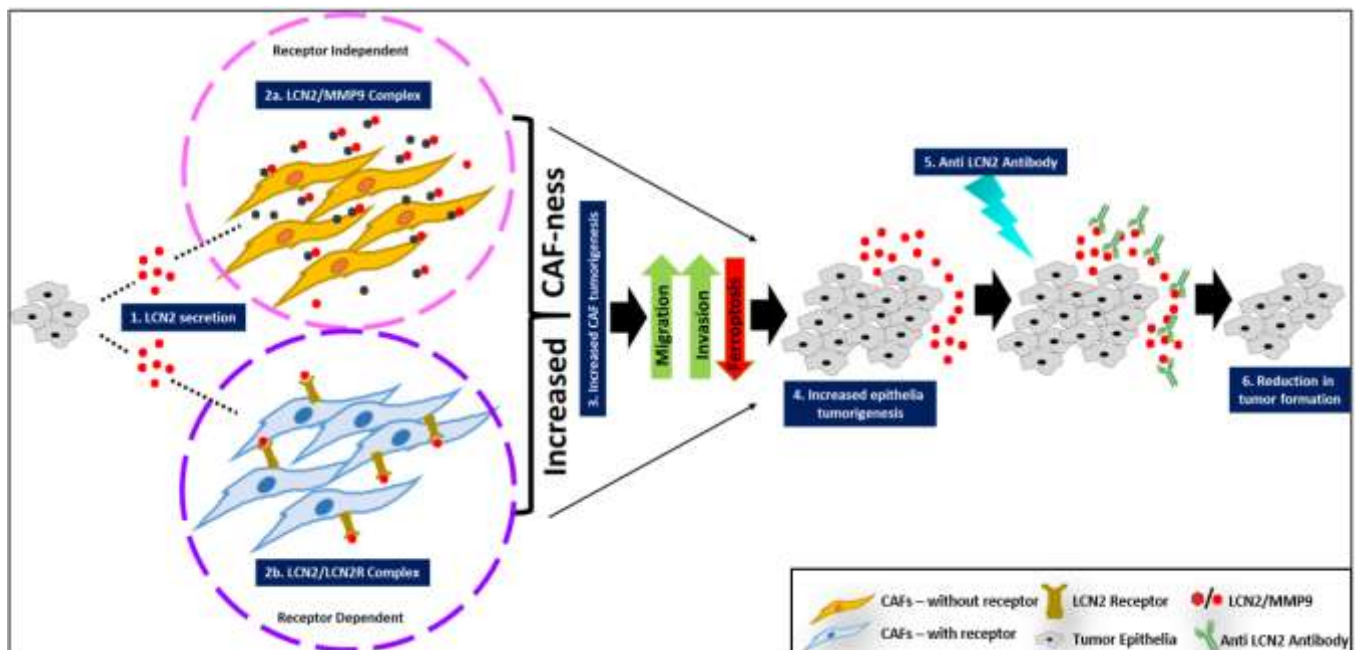 Receptor Independent
2a. LCN2/MMP9 Complex
1. LCN2 secretion
2b. LCN2/LCN2R Complex
Receptor Dependent
Increased CAF-ness
3. Increased CAF tumorigenesis
Migration
Invasion
Ferroptosis
4. Increased epithelia
tumorigenesis
5. Anti LCN2 Antibody
6. Reduction in
tumor formation
CAFs – without receptor
LCN2 Receptor
LCN2/MMP9
CAFs – with receptor
Tumor Epithelia
Anti LCN2 Antibody